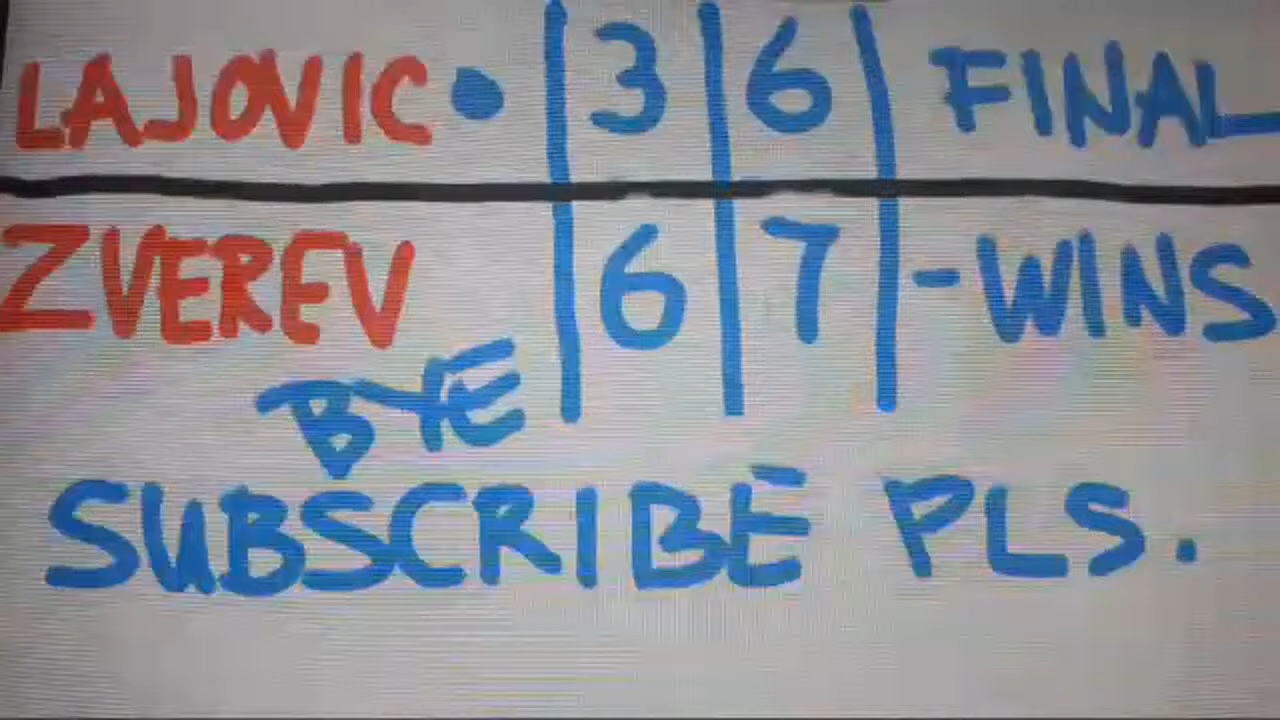 LAJOVIC • 3 6 FINAL
ZVEREV 6 7 - WINS
BYE
SUBSCRIBE PLS.